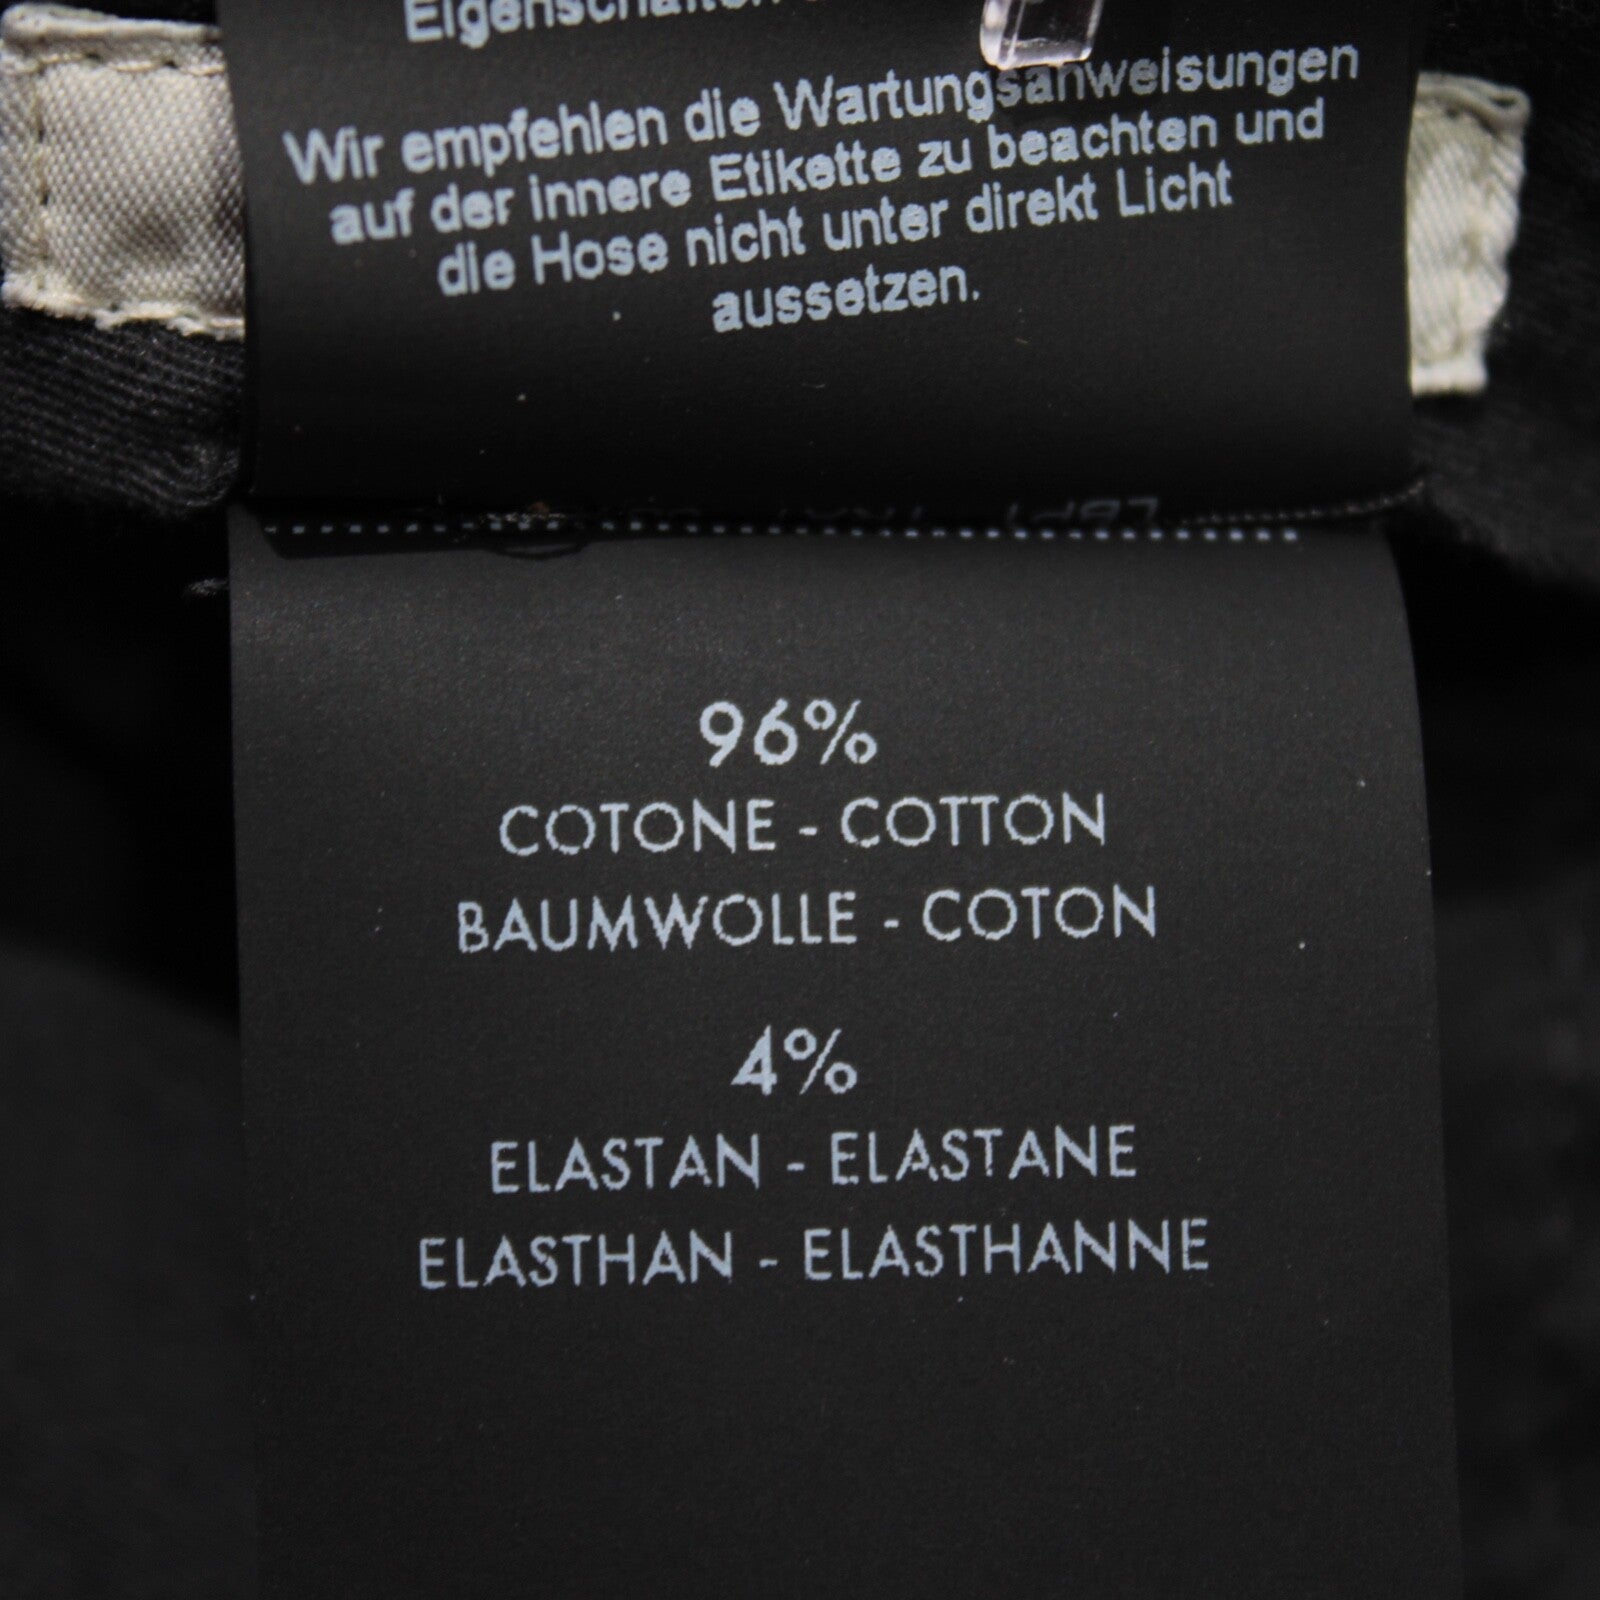 Eigenschaften
Wir empfehlen die Wartungsanweisungen
auf der innere Etikette zu beachten und
die Hose nicht unter direkt Licht
aussetzen.
96%
COTONE - COTTON
BAUMWOLLE - COTON
4%
ELASTAN - ELASTANE
ELASTHAN - ELASTHANNE